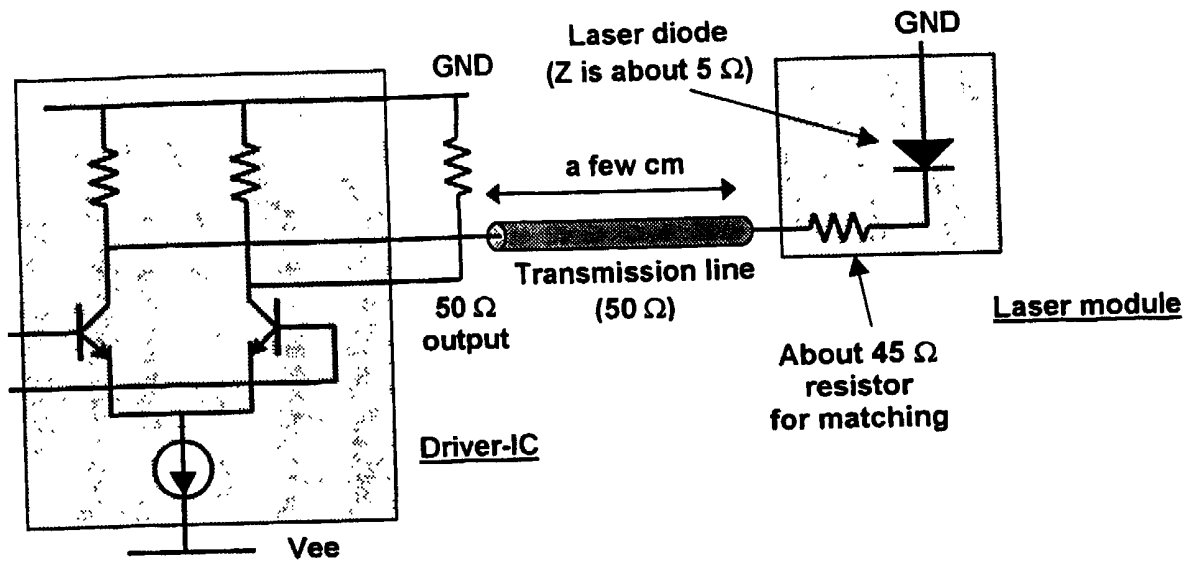 GND
Laser diode
(Z is about 5 Ω)
GND
a few cm
Transmission line
(50 Ω)
50 Ω
output
Laser module
About 45 Ω
resistor
for matching
Driver-IC
Vee